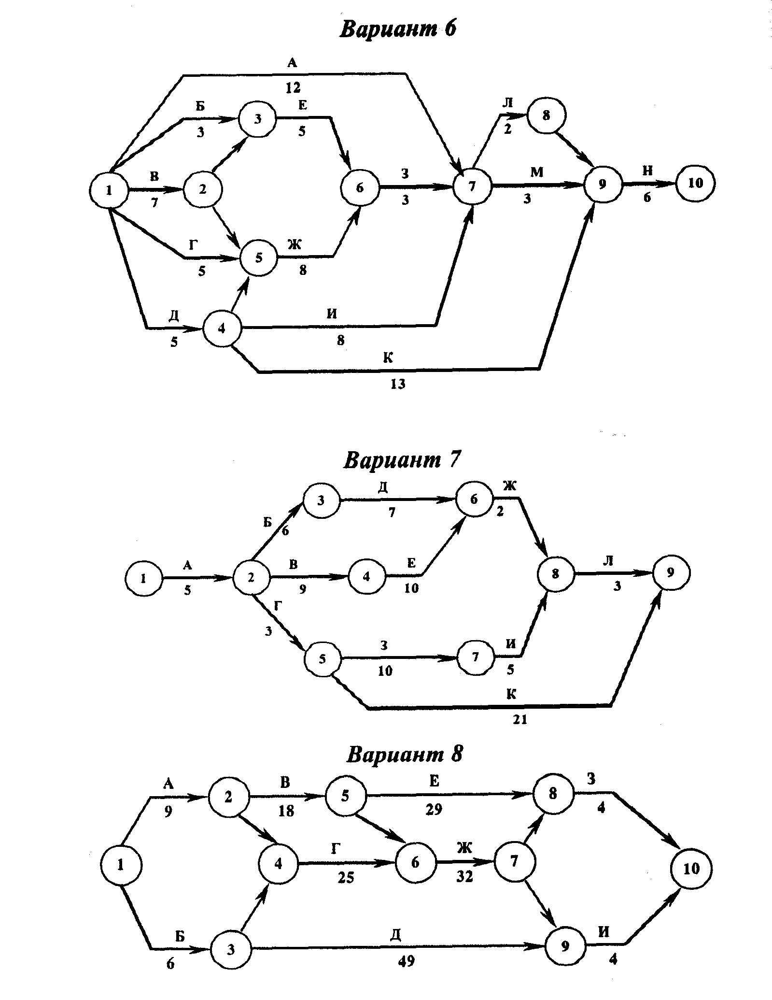 Вариант 6
А
12
Б
3
3
Е
5
Л
2
8
1
В
7
2
6
З
3
7
М
3
9
Н
6
10
Г
5
5
Ж
8
Д
5
4
И
8
К
13
Вариант 7
3
Д
7
6
Ж
2
Б
6
1
А
5
2
В
9
4
Е
10
8
Л
3
9
Г
3
5
З
10
7
И
5
К
21
Вариант 8
А
9
2
В
18
5
Е
29
8
З
4
1
4
Г
25
6
Ж
32
7
10
Б
6
3
Д
49
9
И
4